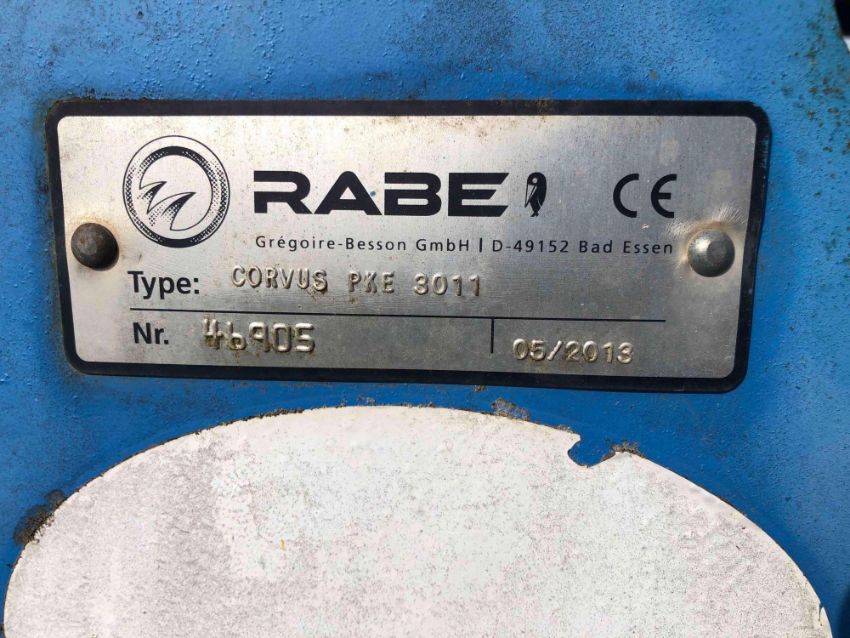 RABE CE
Grégoire-Besson GmbH | D-49152 Bad Essen
Type: CORVUS PKE 3011
Nr. 46905 05/2013